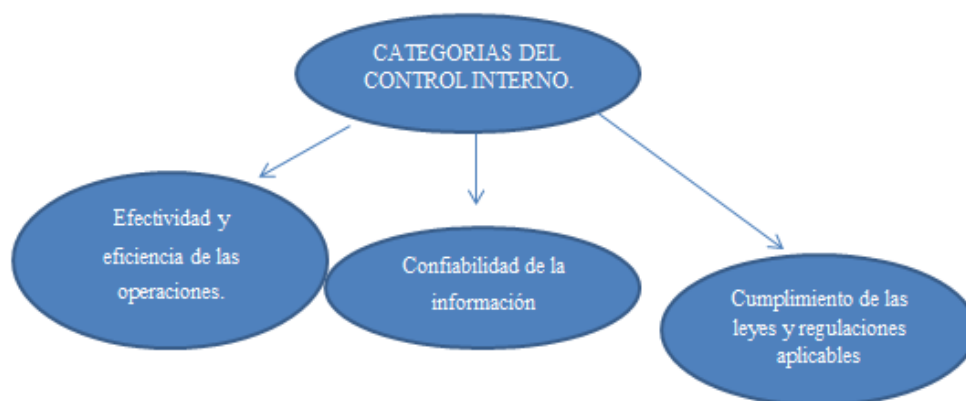 CATEGORIAS DEL
CONTROL INTERNO.
Efectividad y
eficiencia de las
operaciones.
Confiabilidad de la
información
Cumplimiento de las
leyes y regulaciones
aplicables